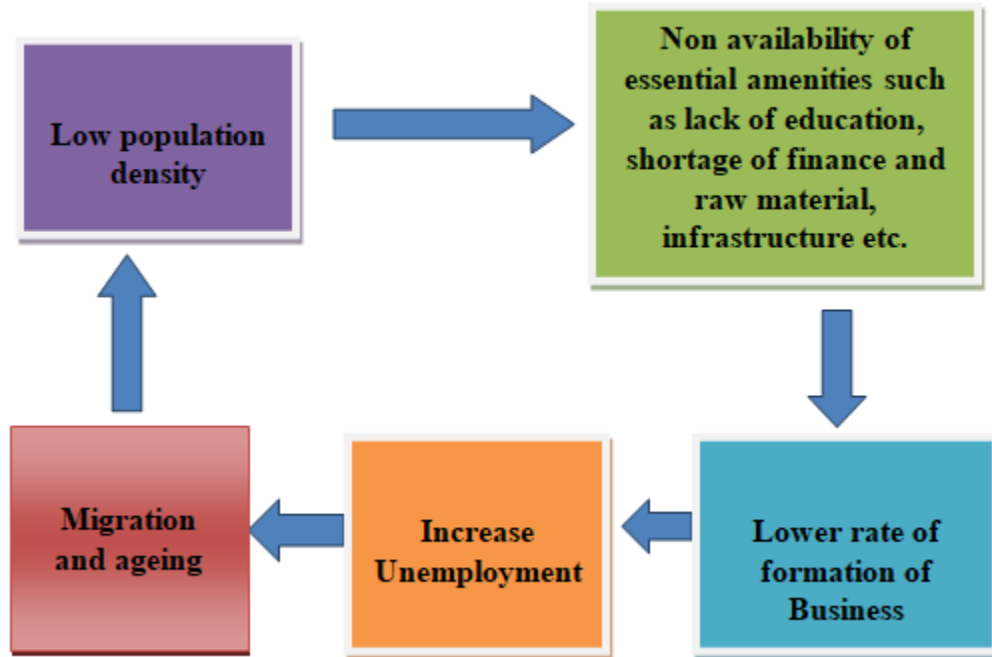 Low population
density
Non availability of
essential amenities such
as lack of education,
shortage of finance and
raw material,
infrastructure etc.
Lower rate of
formation of
Business
Increase
Unemployment
Migration
and ageing